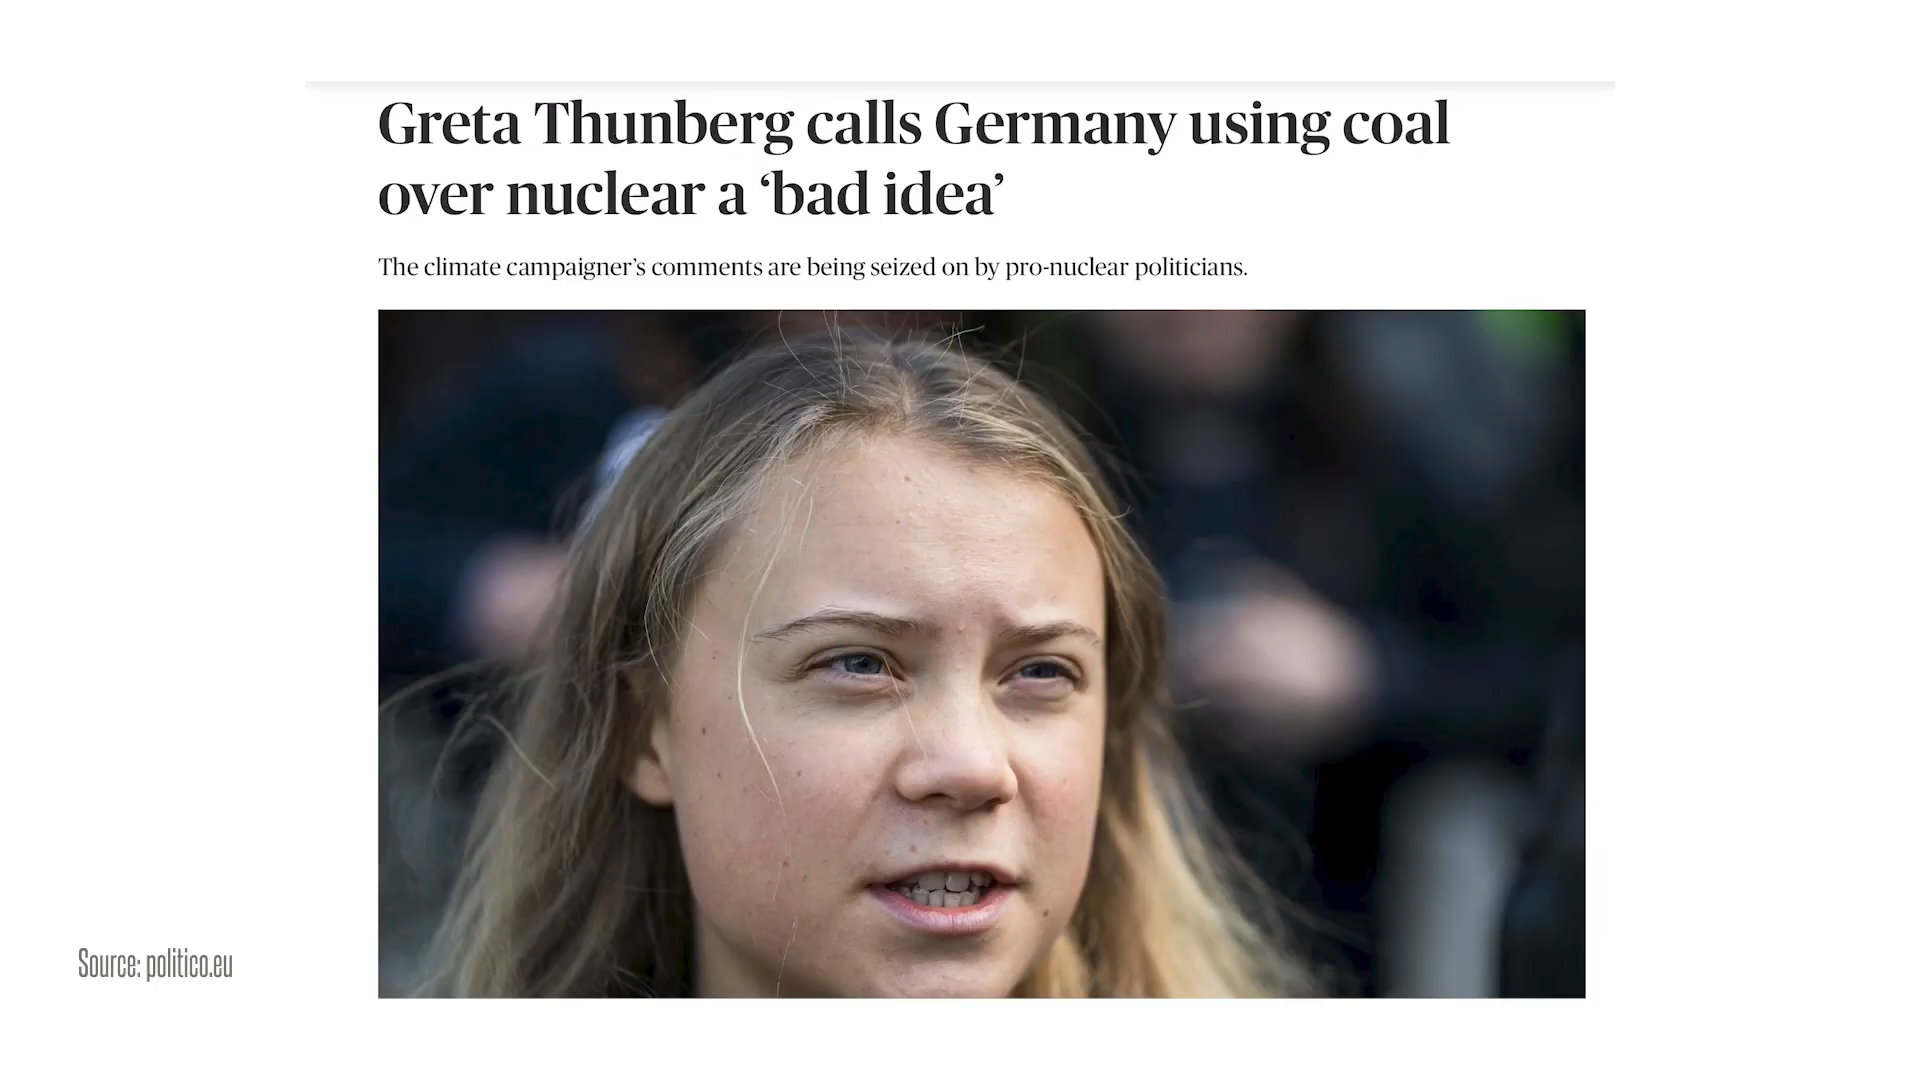 Greta Thunberg calls Germany using coal
over nuclear a ‘bad idea’
The climate campaigner’s comments are being seized on by pro-nuclear politicians.
Source: politico.eu